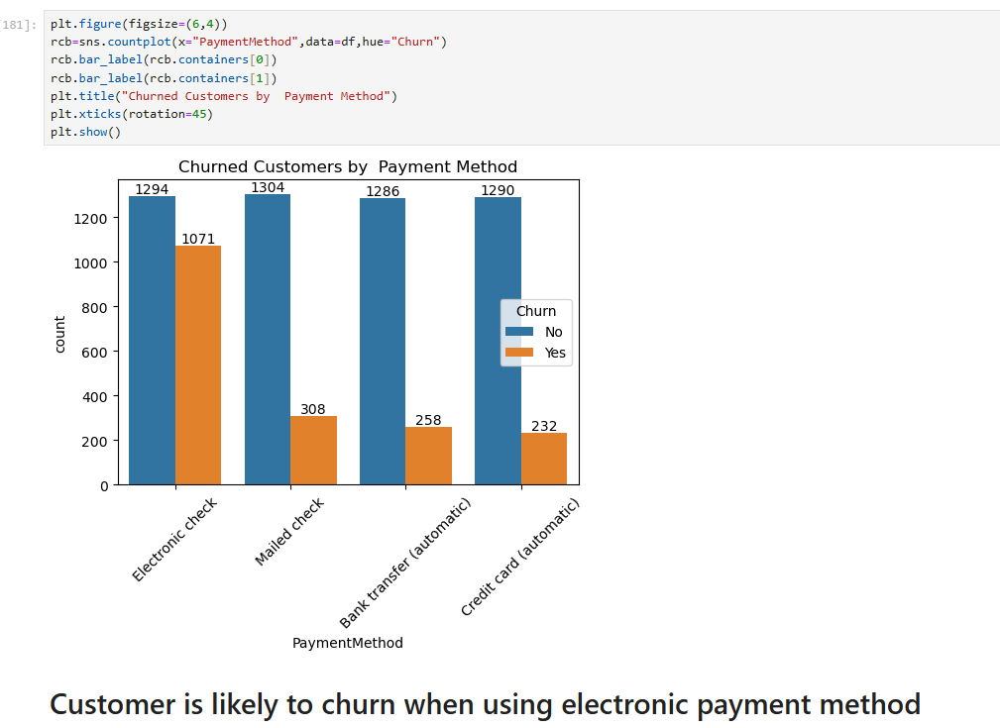 181]:
plt.figure(figsize=(6,4))
rcb=sns.countplot(x="PaymentMethod",data=df,hue="Churn")
rcb.bar_label(rcb.containers[0])
rcb.bar_label(rcb.containers[1])
plt.title("Churned Customers by  Payment Method")
plt.xticks(rotation=45)
plt.show()
Churned Customers by  Payment Method
1294
1304
1286
1290
1071
308
258
232
1200
1000
800
600
400
200
0
count
Churn
No
Yes
Electronic check
Mailed check
Bank transfer (automatic)
Credit card (automatic)
PaymentMethod
Customer is likely to churn when using electronic payment method